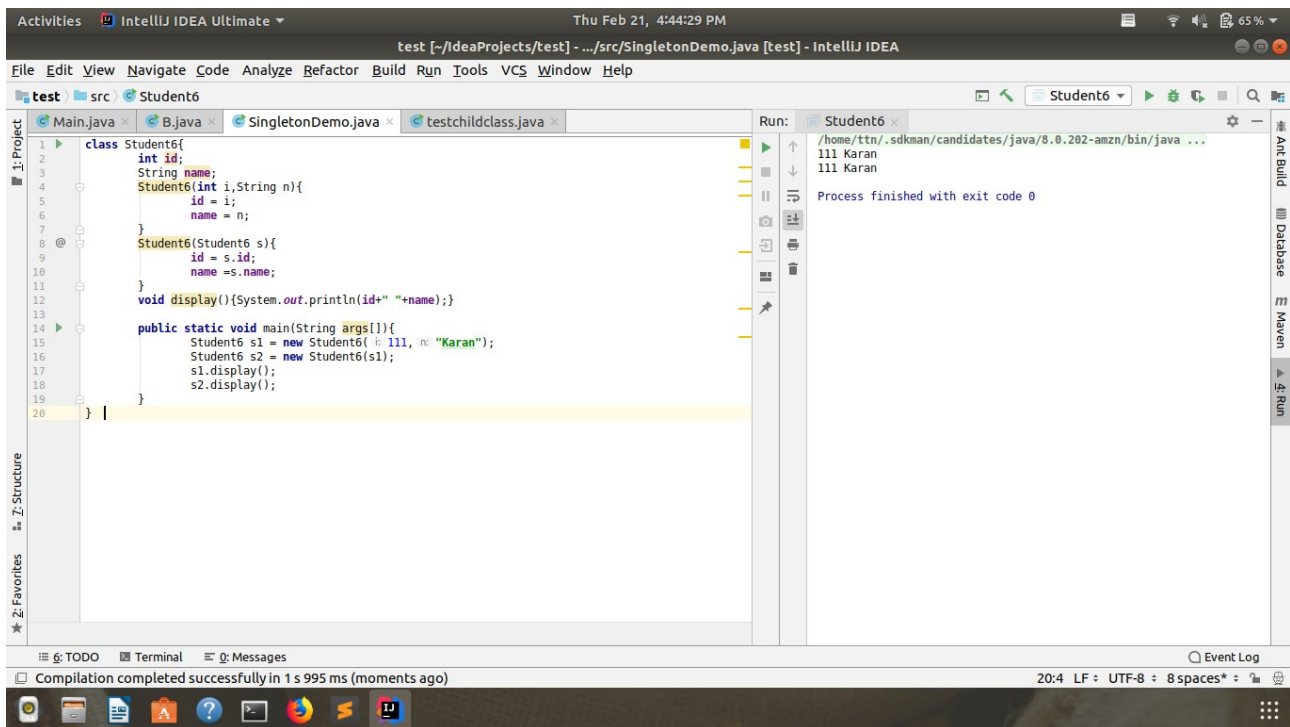 Activities IntelliJ IDEA Ultimate Thu Feb 21, 4:44:29 PM 65%
test [~/IdeaProjects/test] - .../src/SingletonDemo.java [test] - IntelliJ IDEA
File Edit View Navigate Code Analyze Refactor Build Run Tools VCS Window Help
test src Student6 Student6
Main.java B.java SingletonDemo.java testchildclass.java
1 class Student6{
2 int id;
3 String name;
4 Student6(int i,String n){
5 id = i;
6 name = n;
7 }
8 @ Student6(Student6 s){
9 id = s.id;
10 name =s.name;
11 }
12 void display(){System.out.println(id+" "+name);}
13
14 public static void main(String args[]){
15 Student6 s1 = new Student6( i: 111, n: "Karan");
16 Student6 s2 = new Student6(s1);
17 s1.display();
18 s2.display();
19 }
20 }
Run: Student6
/home/ttn/.sdkman/candidates/java/8.0.202-amzn/bin/java ...
111 Karan
111 Karan
Process finished with exit code 0
1: Project
7: Structure
2: Favorites
Ant Build
Database
m Maven
4: Run
6: TODO Terminal 0: Messages Event Log
Compilation completed successfully in 1 s 995 ms (moments ago) 20:4 LF UTF-8 8 spaces*